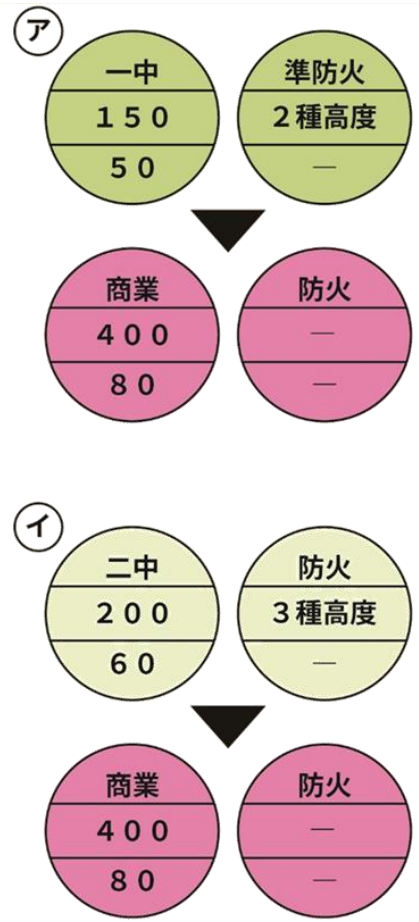 ア
一中 準防火
150 2種高度
50 —
商業 防火
400 —
80 —
イ
二中 防火
200 3種高度
60 —
商業 防火
400 —
80 —